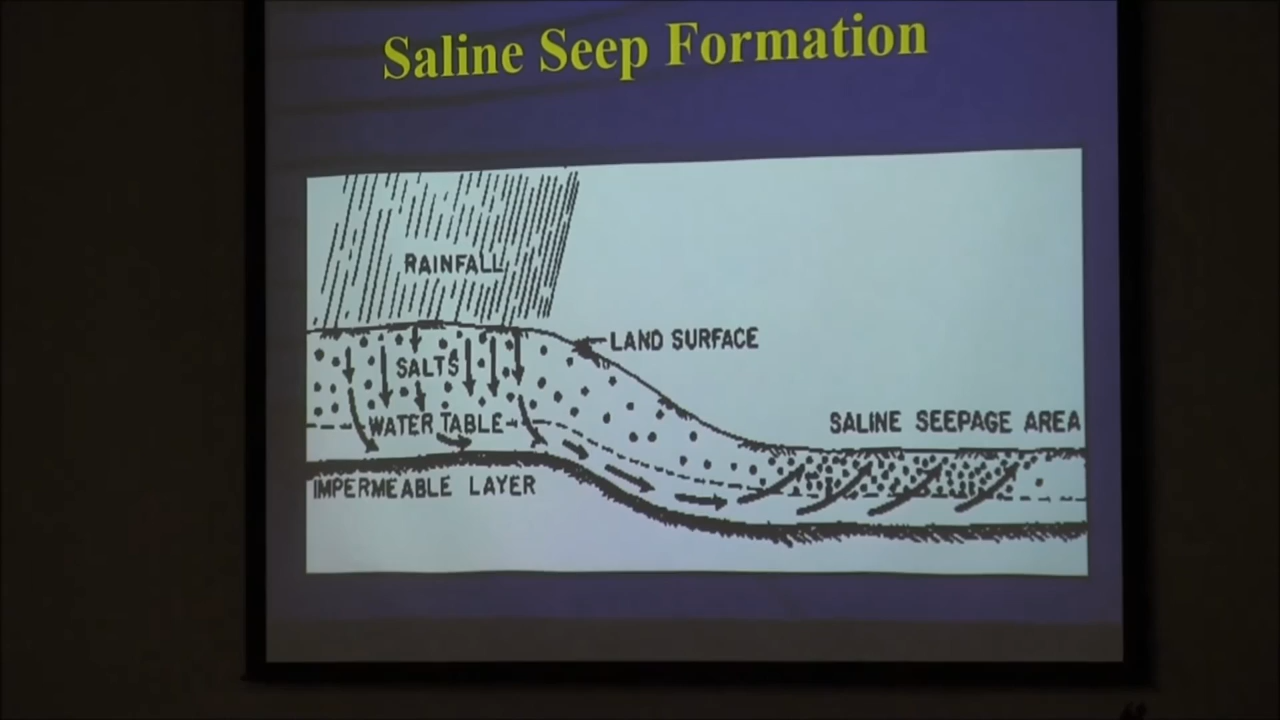 Saline Seep Formation
RAINFALL
LAND SURFACE
SALTS
WATER TABLE
SALINE SEEPAGE AREA
IMPERMEABLE LAYER